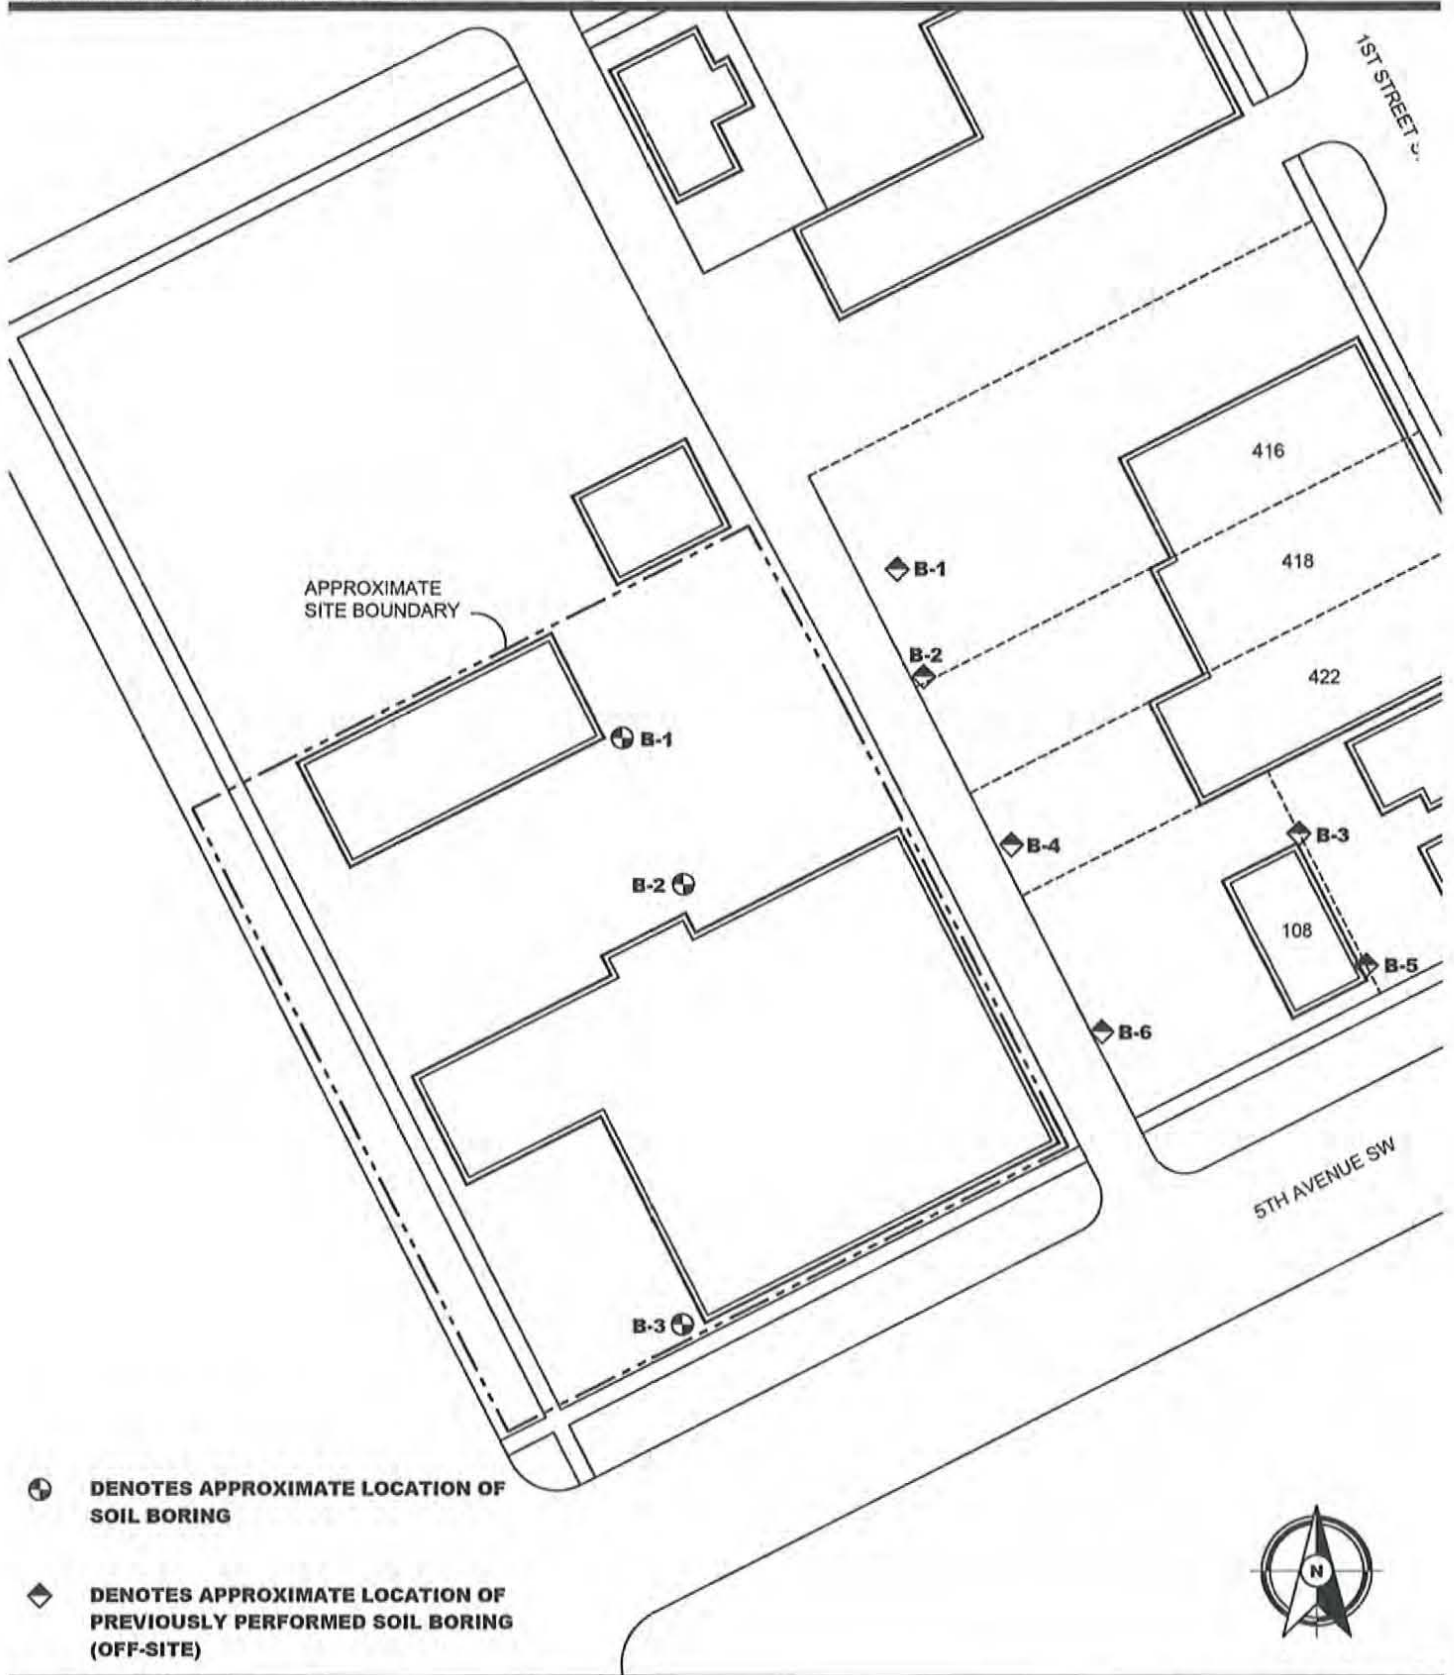 1ST STREET
416
418
APPROXIMATE
SITE BOUNDARY
B-1
B-2
422
B-1
B-4
B-3
B-2
108
B-5
B-6
5TH AVENUE SW
B-3
DENOTES APPROXIMATE LOCATION OF
SOIL BORING
DENOTES APPROXIMATE LOCATION OF
PREVIOUSLY PERFORMED SOIL BORING
(OFF-SITE)
N